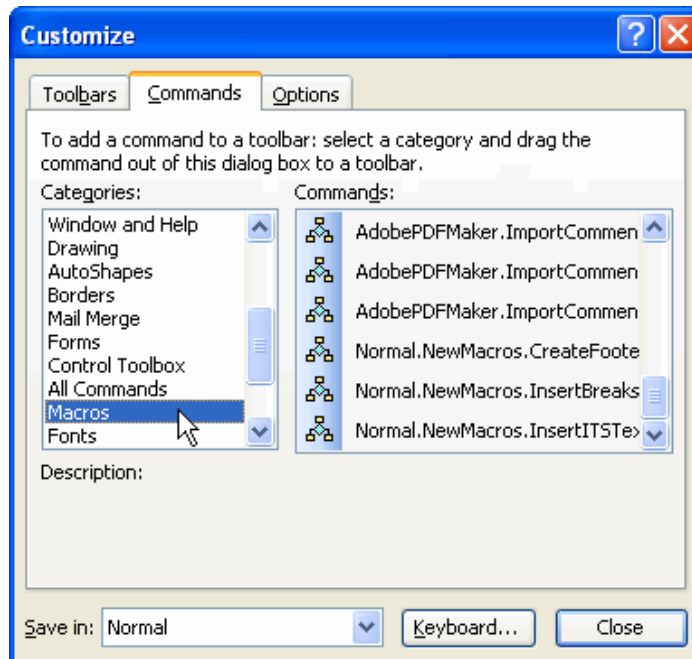 Customize
Toolbars
Commands
Options
To add a command to a toolbar: select a category and drag the
command out of this dialog box to a toolbar.
Categories:
Window and Help
Drawing
AutoShapes
Borders
Mail Merge
Forms
Control Toolbox
All Commands
Macros
Fonts
Commands:
AdobePDFMaker.ImportCommen
AdobePDFMaker.ImportCommen
AdobePDFMaker.ImportCommen
Normal.NewMacros.CreateFoote
Normal.NewMacros.InsertBreaks
Normal.NewMacros.InsertITSTex
Description:
Save in: Normal
Keyboard...
Close